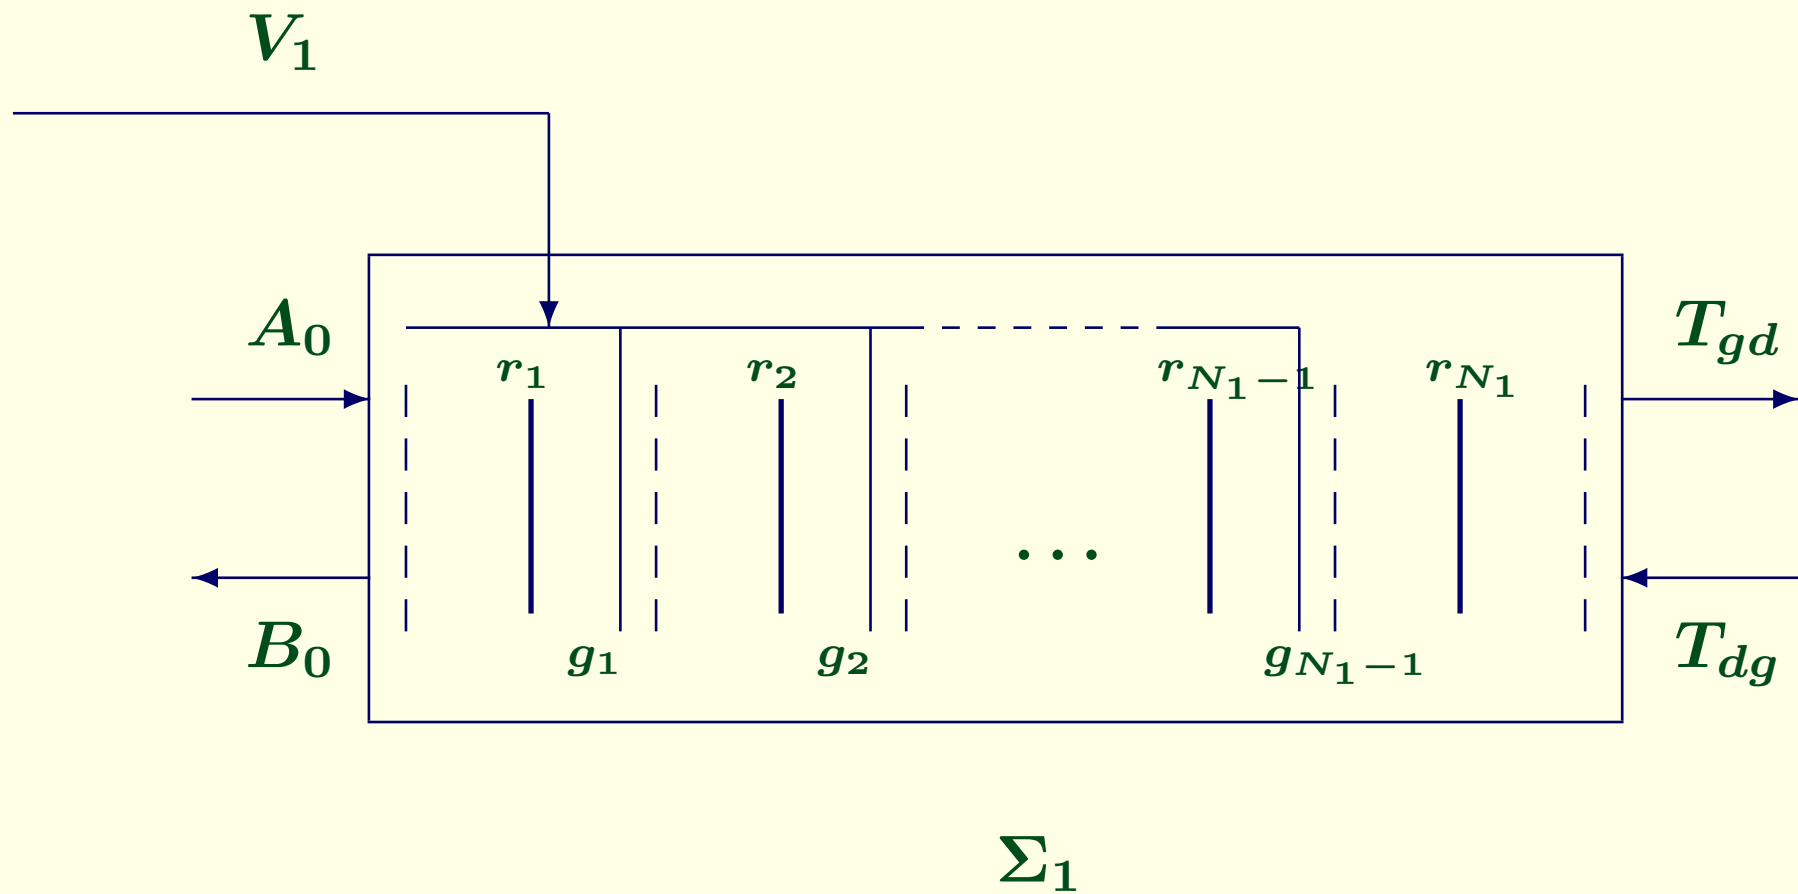 V₁
A₀ T_{gd}
r₁ r₂ r_{N₁−1} r_{N₁}
...
B₀ T_{dg}
g₁ g₂ g_{N₁−1}
Σ₁